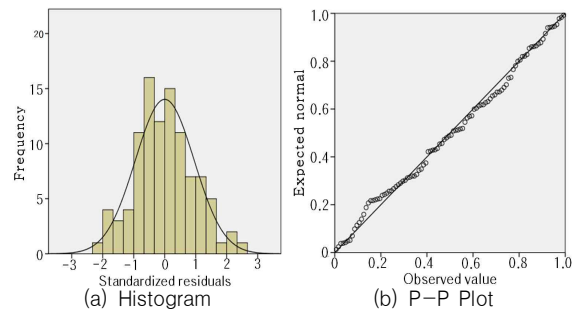 20
15
10
5
0
Frequency
-3 -2 -1 0 1 2 3
Standardized residuals
(a) Histogram
1.0
0.8
0.6
0.4
0.2
0
Expected normal
0 0.2 0.4 0.6 0.8 1.0
Observed value
(b) P-P Plot